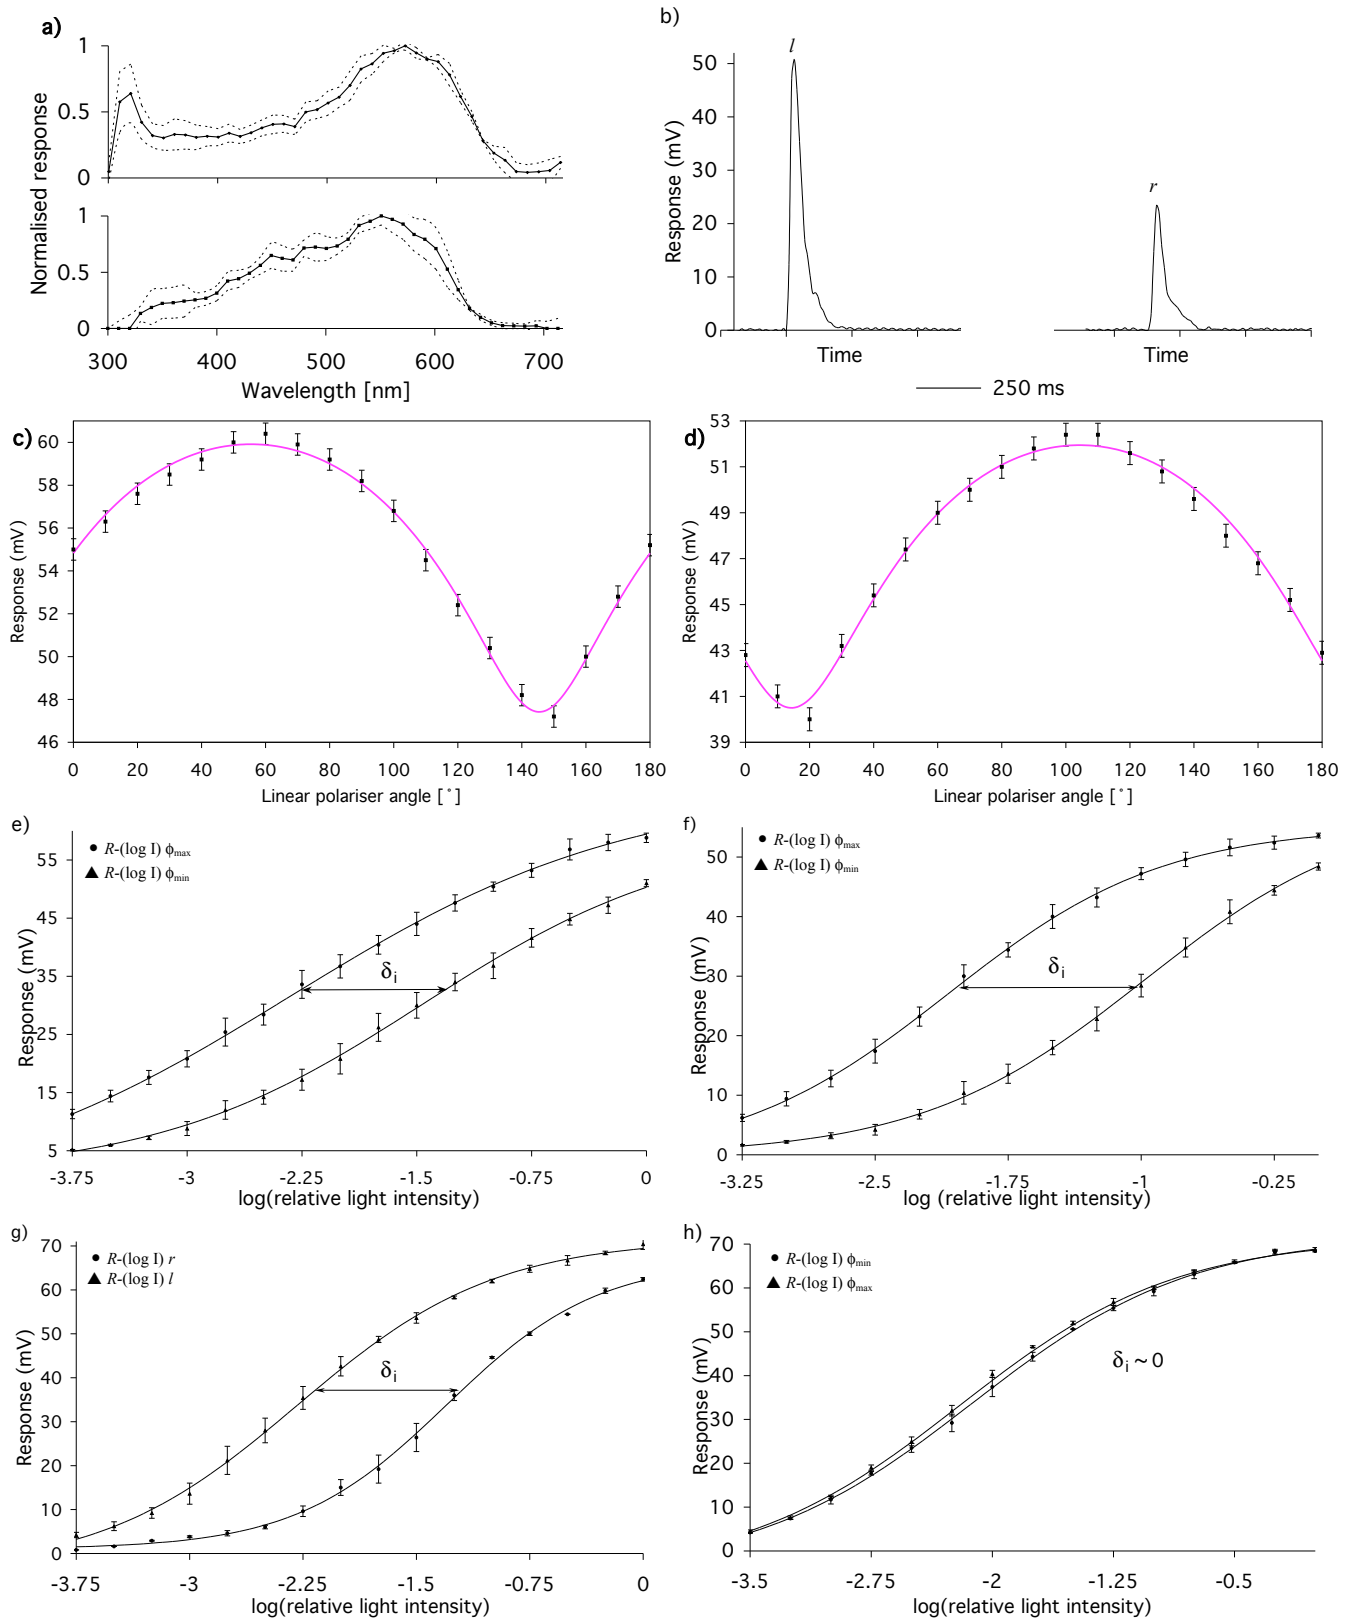 a)
1
0.5
0
1
0.5
0
300 400 500 600 700
Normalised response
Wavelength [nm]
b)
l
r
50
40
30
20
10
0
Response (mV)
Time
Time
250 ms
c)
60
58
56
54
52
50
48
46
Response (mV)
0 20 40 60 80 100 120 140 160 180
Linear polariser angle [°]
d)
53
51
49
47
45
43
41
39
Response (mV)
0 20 40 60 80 100 120 140 160 180
Linear polariser angle [°]
e)
R-(log I) ϕmax
R-(log I) ϕmin
55
45
35
25
15
5
Response (mV)
δi
-3.75 -3 -2.25 -1.5 -0.75 0
log(relative light intensity)
f)
R-(log I) ϕmax
R-(log I) ϕmin
50
40
30
20
10
0
Response (mV)
δi
-3.25 -2.5 -1.75 -1 -0.25
log (relative light intensity)
g)
R-(log I) r
R-(log I) l
70
60
50
40
30
20
10
0
Response (mV)
δi
-3.75 -3 -2.25 -1.5 -0.75 0
log(relative light intensity)
h)
R-(log I) ϕmin
R-(log I) ϕmax
70
60
50
40
30
20
10
0
Response (mV)
δi ~ 0
-3.5 -2.75 -2 -1.25 -0.5
log(relative light intensity)